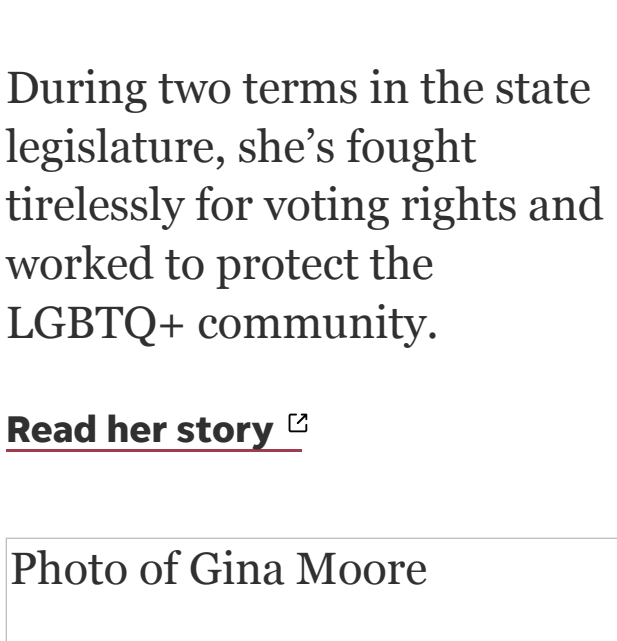 During two terms in the state
legislature, she’s fought
tirelessly for voting rights and
worked to protect the
LGBTQ+ community.
Read her story
Photo of Gina Moore